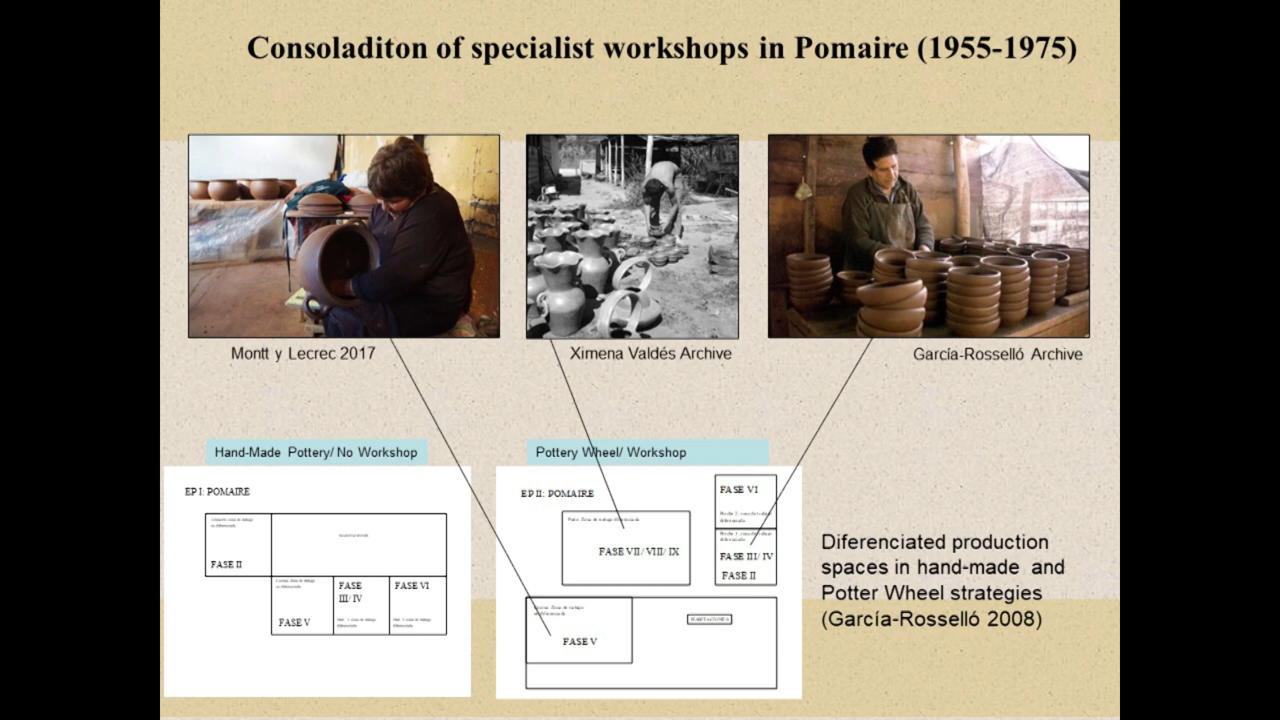 Consoladiton of specialist workshops in Pomaire (1955-1975)
Montt y Lecrec 2017
Ximena Valdés Archive
García-Rosselló Archive
Hand-Made Pottery/ No Workshop
Pottery Wheel/ Workshop
EP I: POMAIRE
FASE II
FASE V
FASE
III/ IV
FASE VI
EP II: POMAIRE
FASE VII/ VIII/ IX
FASE VI
FASE III/ IV
FASE II
FASE V
Diferenciated production
spaces in hand-made and
Potter Wheel strategies
(García-Rosselló 2008)